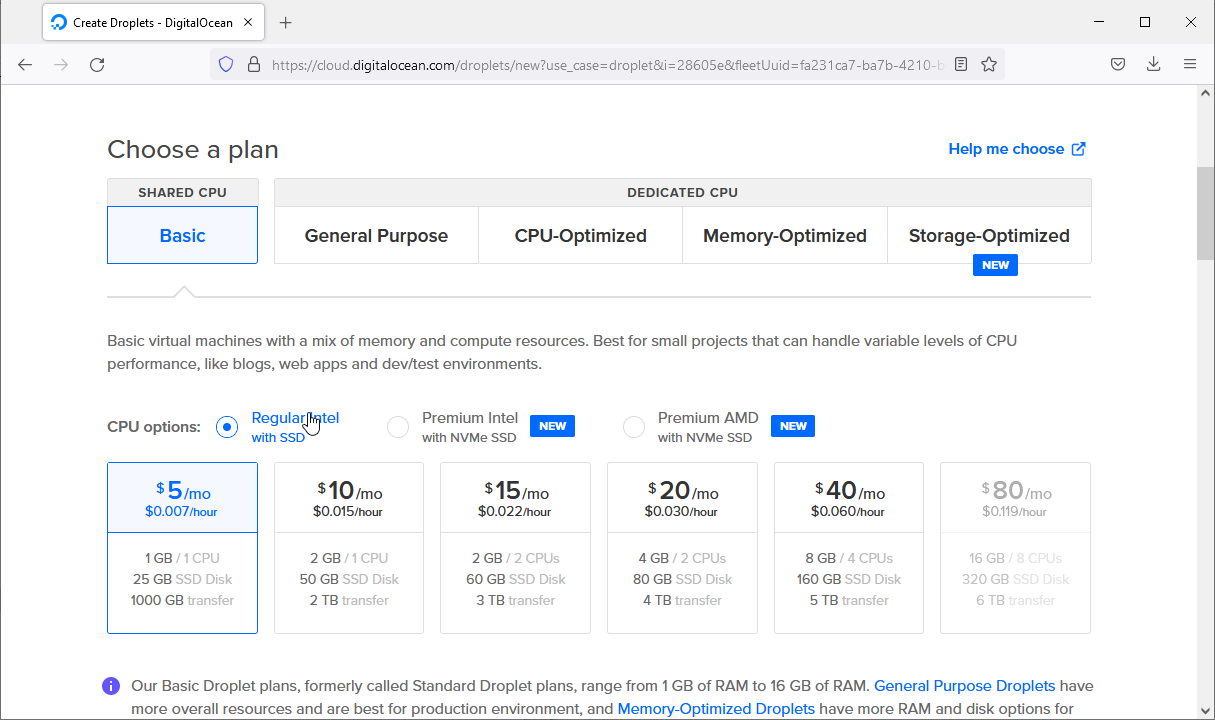 Create Droplets - DigitalOcean
https://cloud.digitalocean.com/droplets/new?use_case=droplet&i=28605e&fleetUuid=fa231ca7-ba7b-4210-b
Choose a plan
Help me choose
SHARED CPU
DEDICATED CPU
Basic
General Purpose
CPU-Optimized
Memory-Optimized
Storage-Optimized
NEW
Basic virtual machines with a mix of memory and compute resources. Best for small projects that can handle variable levels of CPU
performance, like blogs, web apps and dev/test environments.
CPU options:
Regular Intel
with SSD
Premium Intel
with NVMe SSD
NEW
Premium AMD
with NVMe SSD
NEW
$5/mo
$0.007/hour
1 GB / 1 CPU
25 GB SSD Disk
1000 GB transfer
$10/mo
$0.015/hour
2 GB / 1 CPU
50 GB SSD Disk
2 TB transfer
$15/mo
$0.022/hour
2 GB / 2 CPUs
60 GB SSD Disk
3 TB transfer
$20/mo
$0.030/hour
4 GB / 2 CPUs
80 GB SSD Disk
4 TB transfer
$40/mo
$0.060/hour
8 GB / 4 CPUs
160 GB SSD Disk
5 TB transfer
$80/mo
$0.119/hour
16 GB / 8 CPUs
320 GB SSD Disk
6 TB transfer
Our Basic Droplet plans, formerly called Standard Droplet plans, range from 1 GB of RAM to 16 GB of RAM. General Purpose Droplets have
more overall resources and are best for production environment, and Memory-Optimized Droplets have more RAM and disk options for